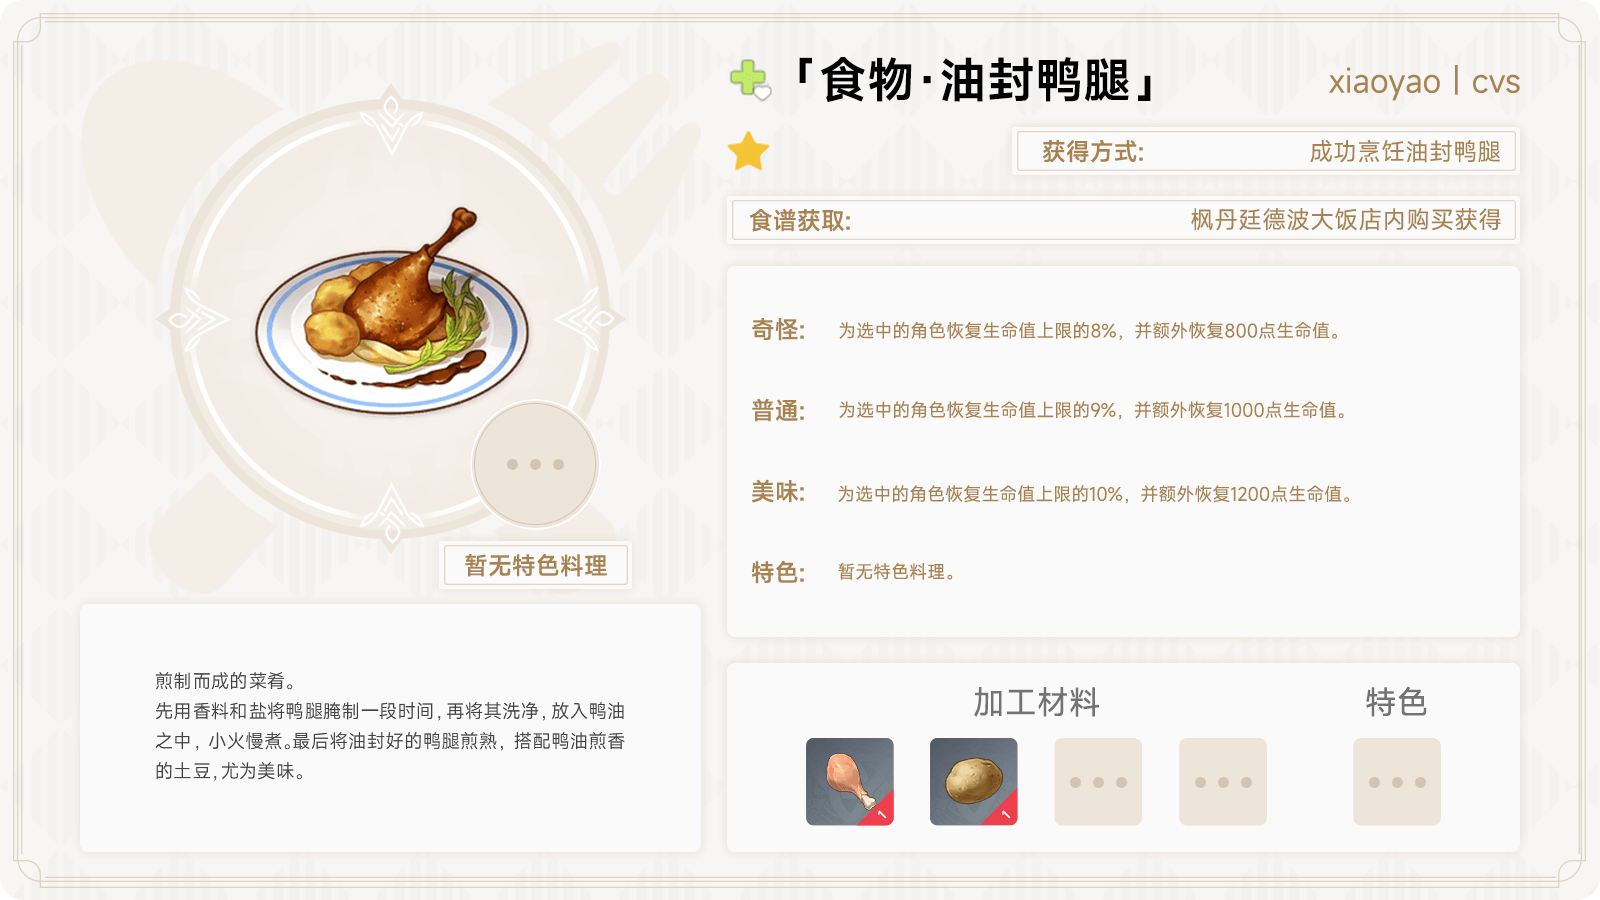 「食物·油封鸭腿」
xiaoyao | cvs
获得方式: 成功烹饪油封鸭腿
食谱获取: 枫丹廷德波大饭店内购买获得
奇怪: 为选中的角色恢复生命值上限的8%，并额外恢复800点生命值。
普通: 为选中的角色恢复生命值上限的9%，并额外恢复1000点生命值。
美味: 为选中的角色恢复生命值上限的10%，并额外恢复1200点生命值。
特色: 暂无特色料理。
暂无特色料理
煎制而成的菜肴。
先用香料和盐将鸭腿腌制一段时间，再将其洗净，放入鸭油
之中，小火慢煮。最后将油封好的鸭腿煎熟，搭配鸭油煎香
的土豆，尤为美味。
加工材料 特色
1 1